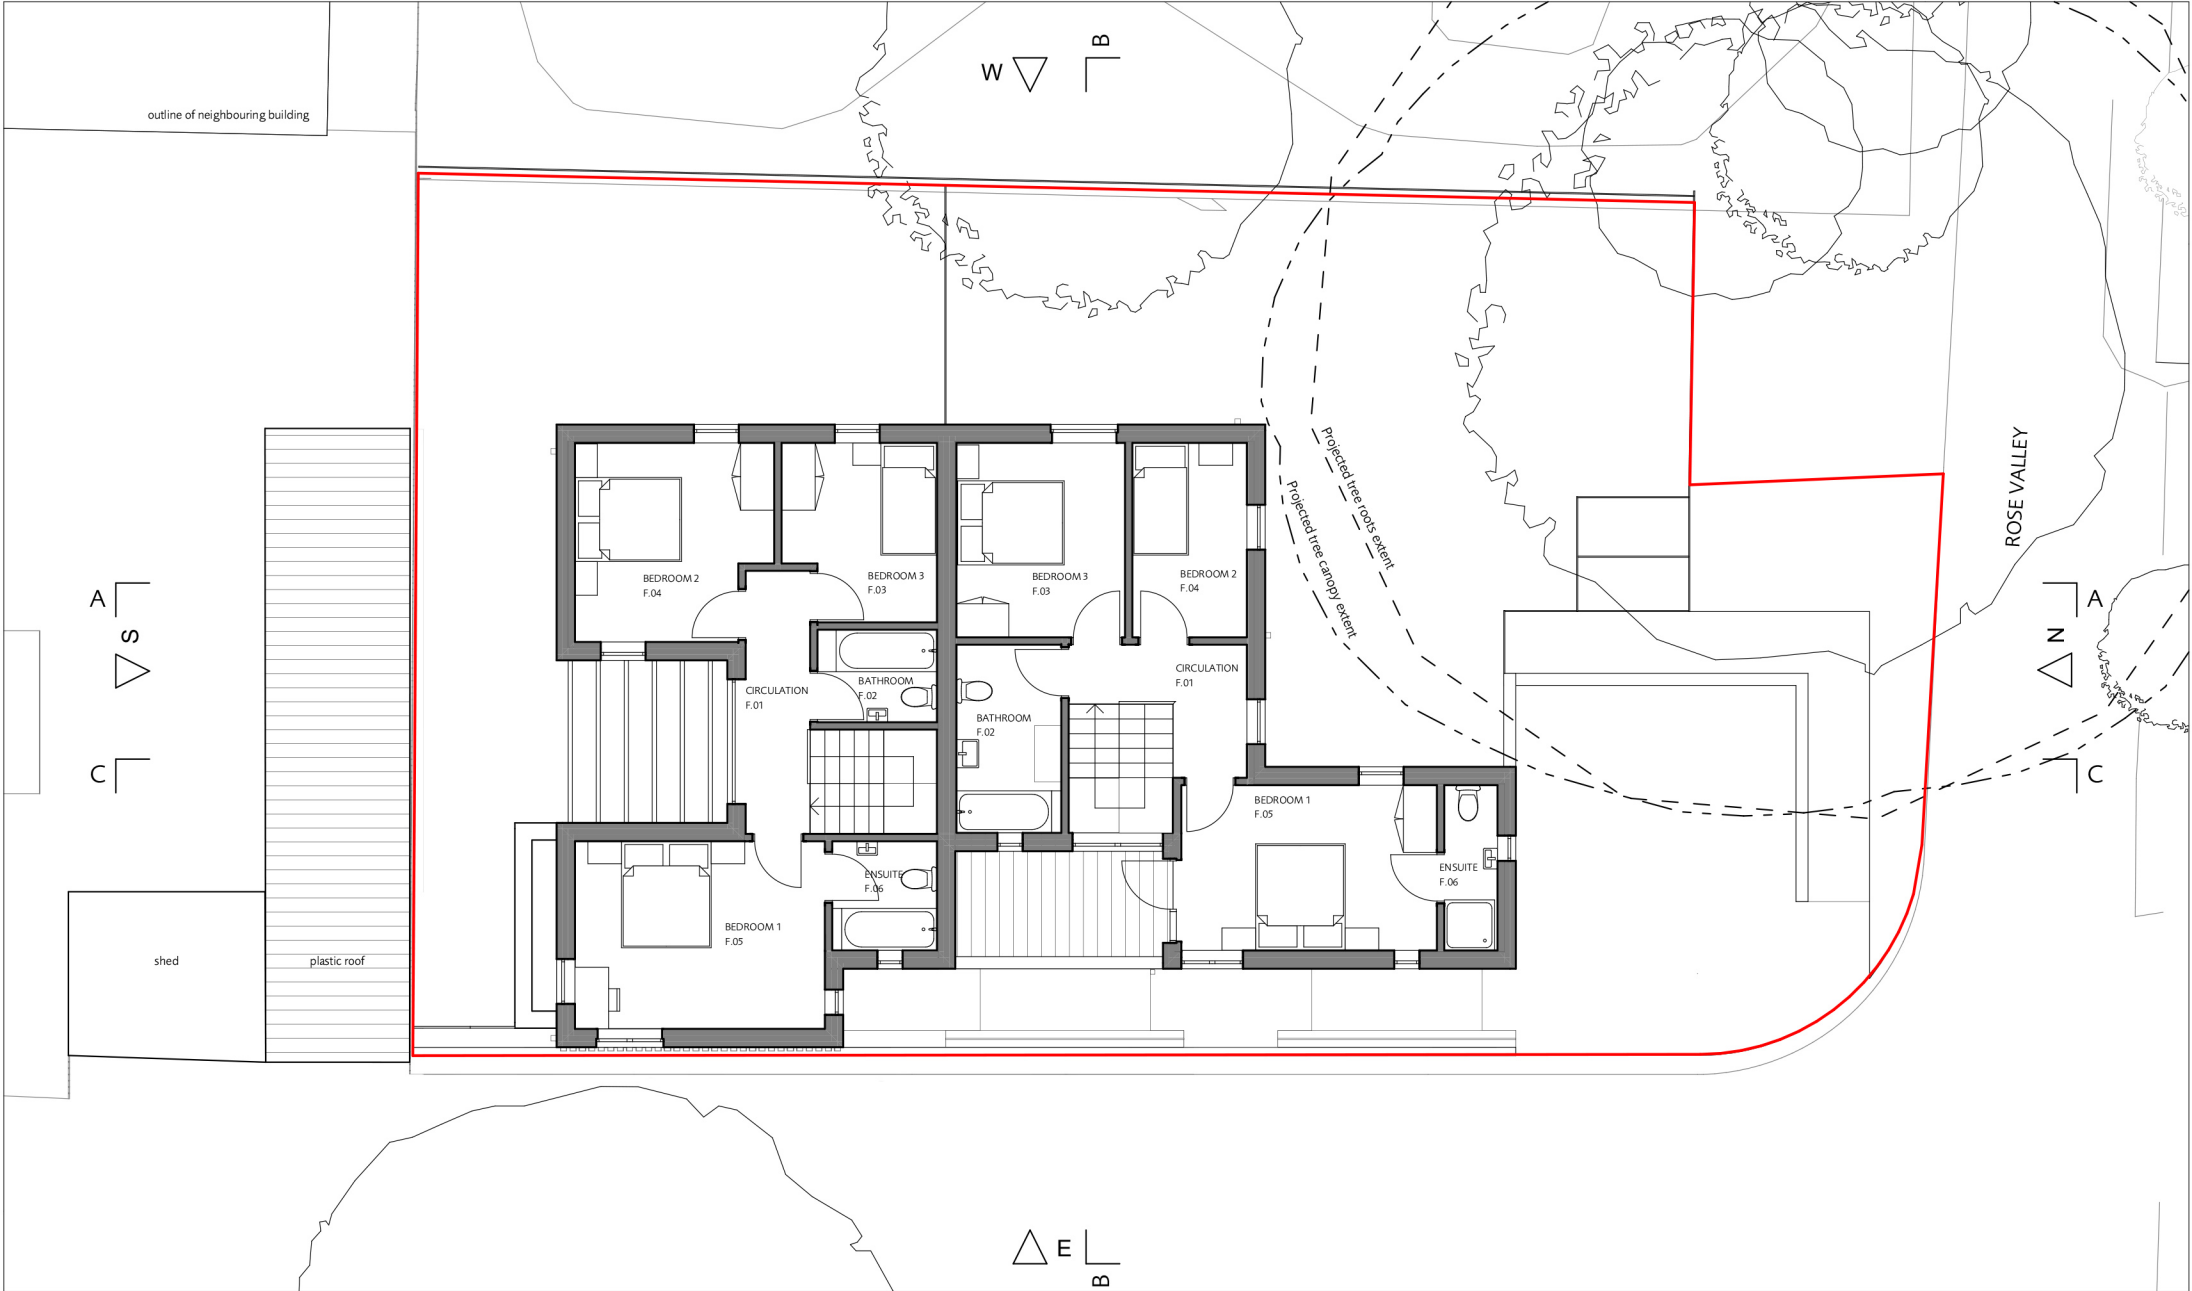 B
W
outline of neighbouring building
ROSE VALLEY
Projected tree roots extent
Projected tree canopy extent
BEDROOM 2
F.04
BEDROOM 3
F.03
BEDROOM 3
F.03
BEDROOM 2
F.04
A
S
A
N
CIRCULATION
F.01
BATHROOM
F.02
CIRCULATION
F.01
BATHROOM
F.02
C
C
BEDROOM 1
F.05
ENSUITE
F.06
ENSUITE
F.06
BEDROOM 1
F.05
shed
plastic roof
E
B